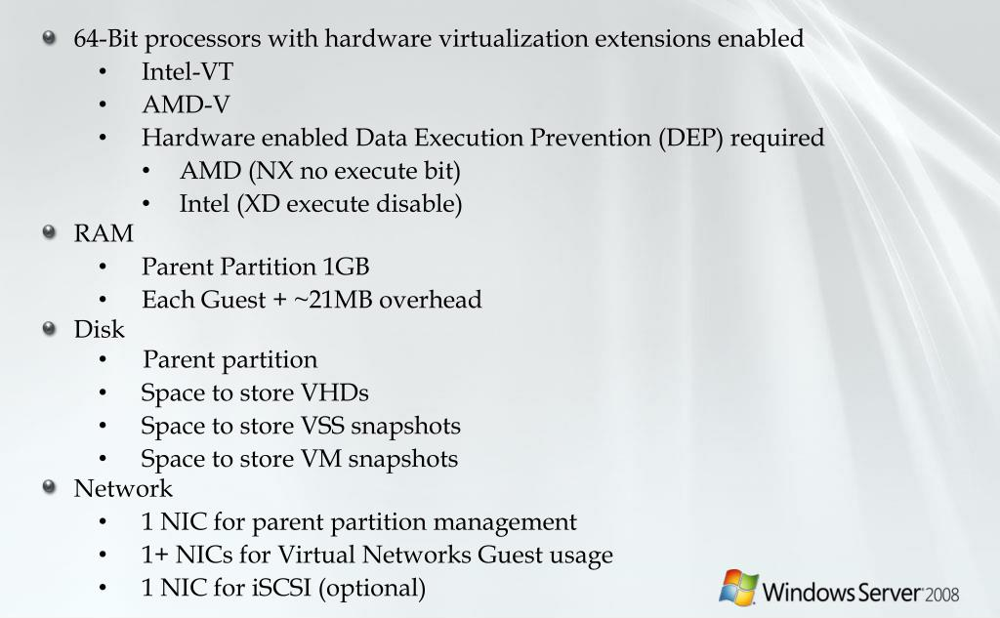 64-Bit processors with hardware virtualization extensions enabled
• Intel-VT
• AMD-V
• Hardware enabled Data Execution Prevention (DEP) required
• AMD (NX no execute bit)
• Intel (XD execute disable)
RAM
• Parent Partition 1GB
• Each Guest + ~21MB overhead
Disk
• Parent partition
• Space to store VHDs
• Space to store VSS snapshots
• Space to store VM snapshots
Network
• 1 NIC for parent partition management
• 1+ NICs for Virtual Networks Guest usage
• 1 NIC for iSCSI (optional)
Windows Server 2008